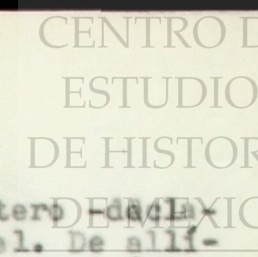 CENTRO D
ESTUDIO
DE HISTOR
DE MEXIC
tero -decla-
el. De allí-